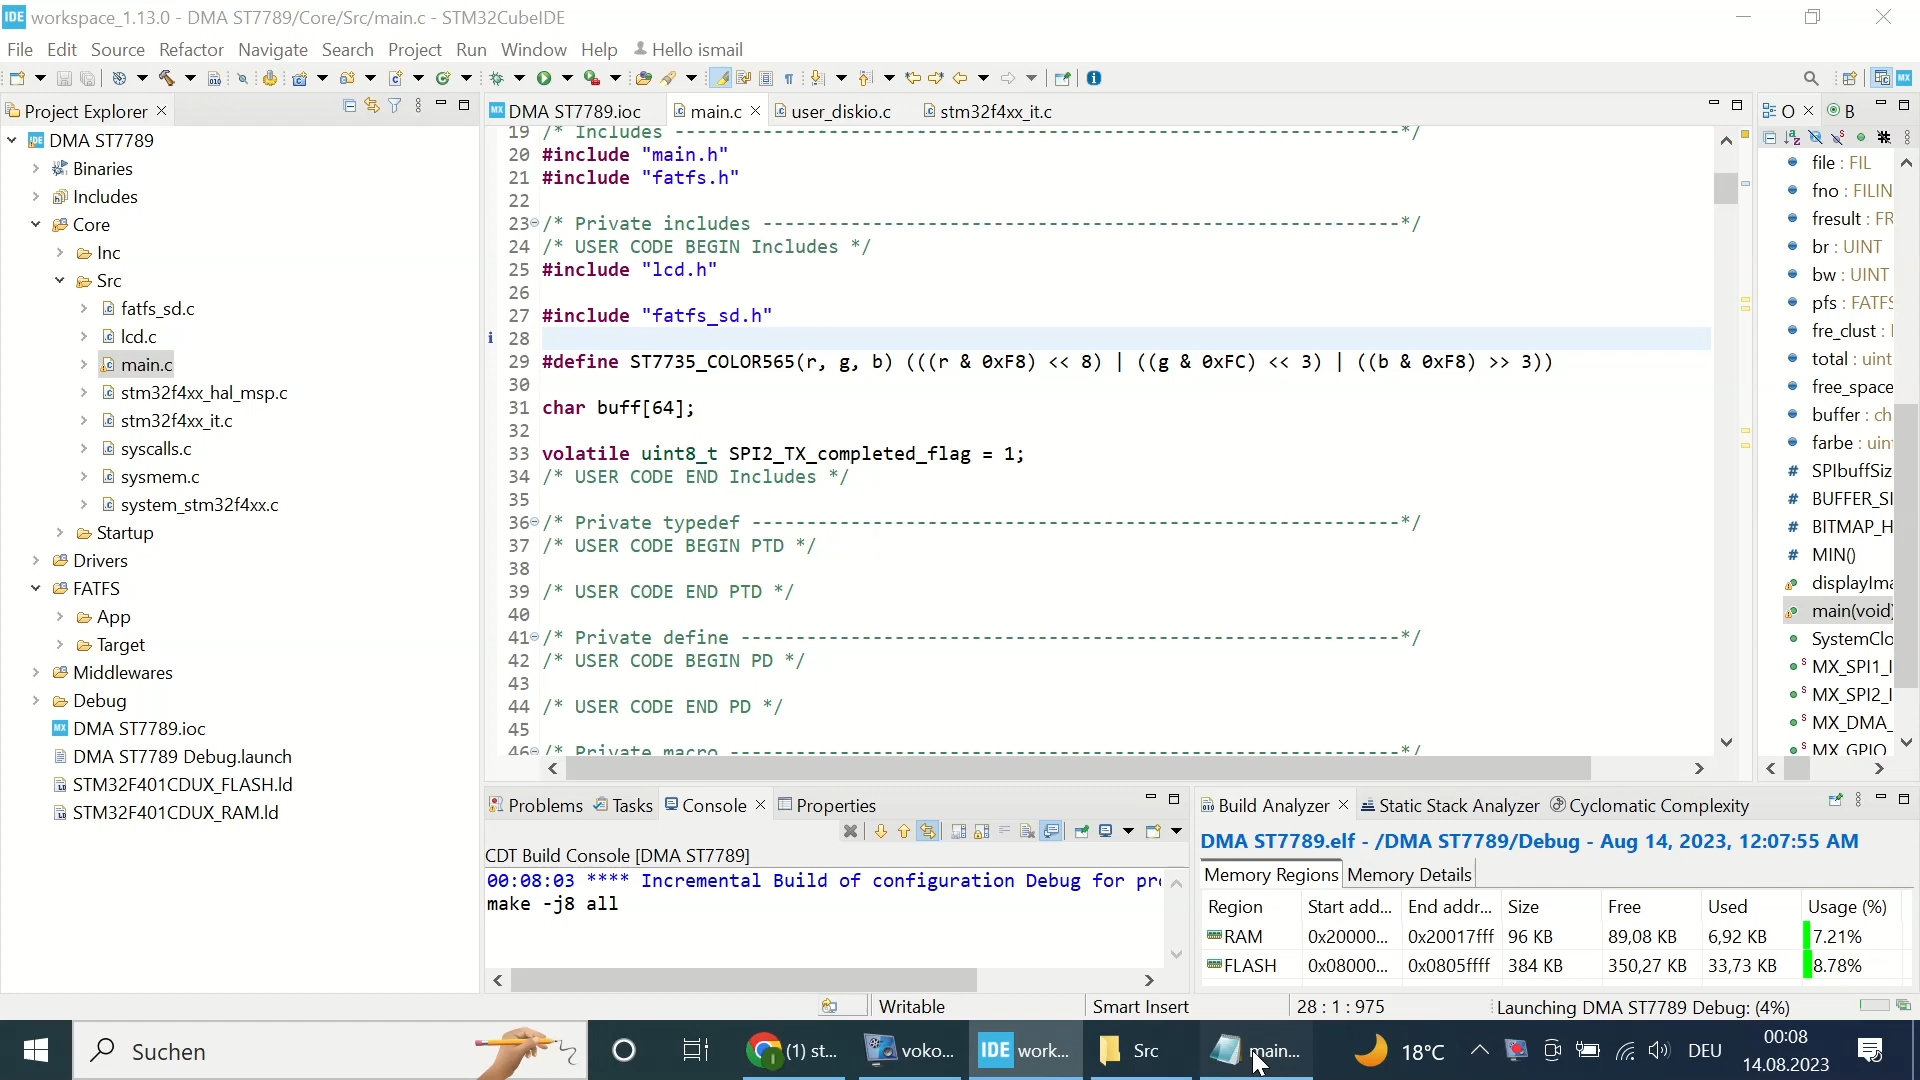 IDE workspace_1.13.0 - DMA ST7789/Core/Src/main.c - STM32CubeIDE
File Edit Source Refactor Navigate Search Project Run Window Help Hello ismail
Project Explorer
DMA ST7789
Binaries
Includes
Core
Inc
Src
fatfs_sd.c
lcd.c
main.c
stm32f4xx_hal_msp.c
stm32f4xx_it.c
syscalls.c
sysmem.c
system_stm32f4xx.c
Startup
Drivers
FATFS
App
Target
Middlewares
Debug
DMA ST7789.ioc
DMA ST7789 Debug.launch
STM32F401CDUX_FLASH.ld
STM32F401CDUX_RAM.ld
DMA ST7789.ioc main.c user_diskio.c stm32f4xx_it.c
19 /* Includes ------------------------------------------------------------------*/
20 #include "main.h"
21 #include "fatfs.h"
22
23 /* Private includes ----------------------------------------------------------*/
24 /* USER CODE BEGIN Includes */
25 #include "lcd.h"
26
27 #include "fatfs_sd.h"
28
29 #define ST7735_COLOR565(r, g, b) (((r & 0xF8) << 8) | ((g & 0xFC) << 3) | ((b & 0xF8) >> 3))
30
31 char buff[64];
32
33 volatile uint8_t SPI2_TX_completed_flag = 1;
34 /* USER CODE END Includes */
35
36 /* Private typedef -----------------------------------------------------------*/
37 /* USER CODE BEGIN PTD */
38
39 /* USER CODE END PTD */
40
41 /* Private define ------------------------------------------------------------*/
42 /* USER CODE BEGIN PD */
43
44 /* USER CODE END PD */
45
46 /* Private macro -------------------------------------------------------------*/
O B
file : FIL
fno : FILIN
fresult : FR
br : UINT
bw : UINT
pfs : FATFS
fre_clust :
total : uint
free_space
buffer : ch
farbe : uin
# SPIbuffSiz
# BUFFER_SI
# BITMAP_H
# MIN()
displayIma
main(void)
SystemClo
S MX_SPI1_I
S MX_SPI2_I
S MX_DMA_
S MX_GPIO
Problems Tasks Console Properties
CDT Build Console [DMA ST7789]
00:08:03 **** Incremental Build of configuration Debug for pro
make -j8 all
Build Analyzer Static Stack Analyzer Cyclomatic Complexity
DMA ST7789.elf - /DMA ST7789/Debug - Aug 14, 2023, 12:07:55 AM
Memory Regions Memory Details
Region Start add... End addr... Size Free Used Usage (%)
RAM 0x20000... 0x20017fff 96 KB 89,08 KB 6,92 KB 7.21%
FLASH 0x08000... 0x0805ffff 384 KB 350,27 KB 33,73 KB 8.78%
Writable Smart Insert 28 : 1 : 975 Launching DMA ST7789 Debug: (4%)
Suchen (1) st... voko... IDE work... Src main... 18°C DEU 00:08
14.08.2023